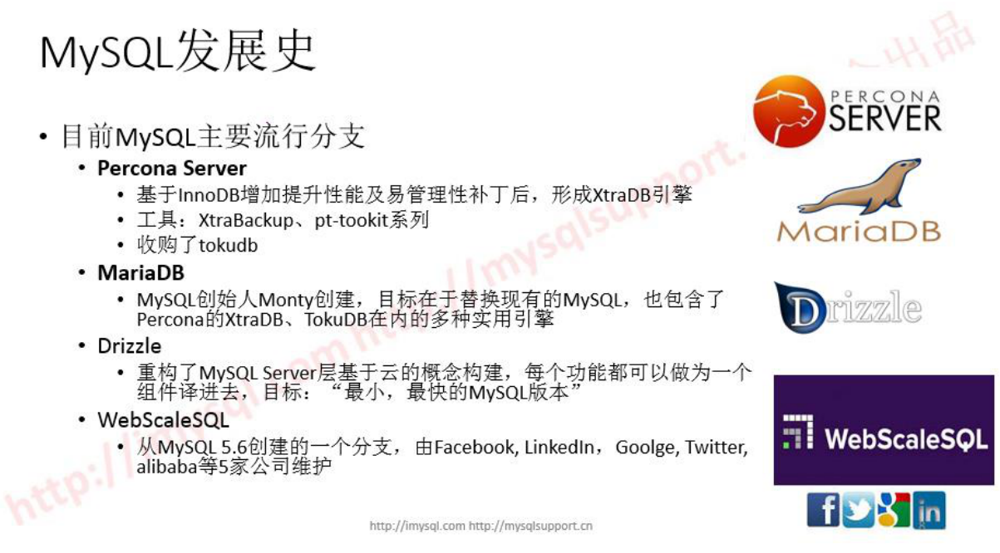 MySQL发展史
• 目前MySQL主要流行分支
• Percona Server
• 基于InnoDB增加提升性能及易管理性补丁后，形成XtraDB引擎
• 工具：XtraBackup、pt-tookit系列
• 收购了tokudb
• MariaDB
• MySQL创始人Monty创建，目标在于替换现有的MySQL，也包含了
Percona的XtraDB、TokuDB在内的多种实用引擎
• Drizzle
• 重构了MySQL Server层基于云的概念构建，每个功能都可以做为一个
组件译进去，目标：“最小，最快的MySQL版本”
• WebScaleSQL
• 从MySQL 5.6创建的一个分支，由Facebook, LinkedIn，Goolge, Twitter,
alibaba等5家公司维护
PERCONA
SERVER
MariaDB
Drizzle
WebScaleSQL
f
g
in
http://imysql.com http://mysqlsupport.cn
http://imysql.com http://mysqlsupport.
出品